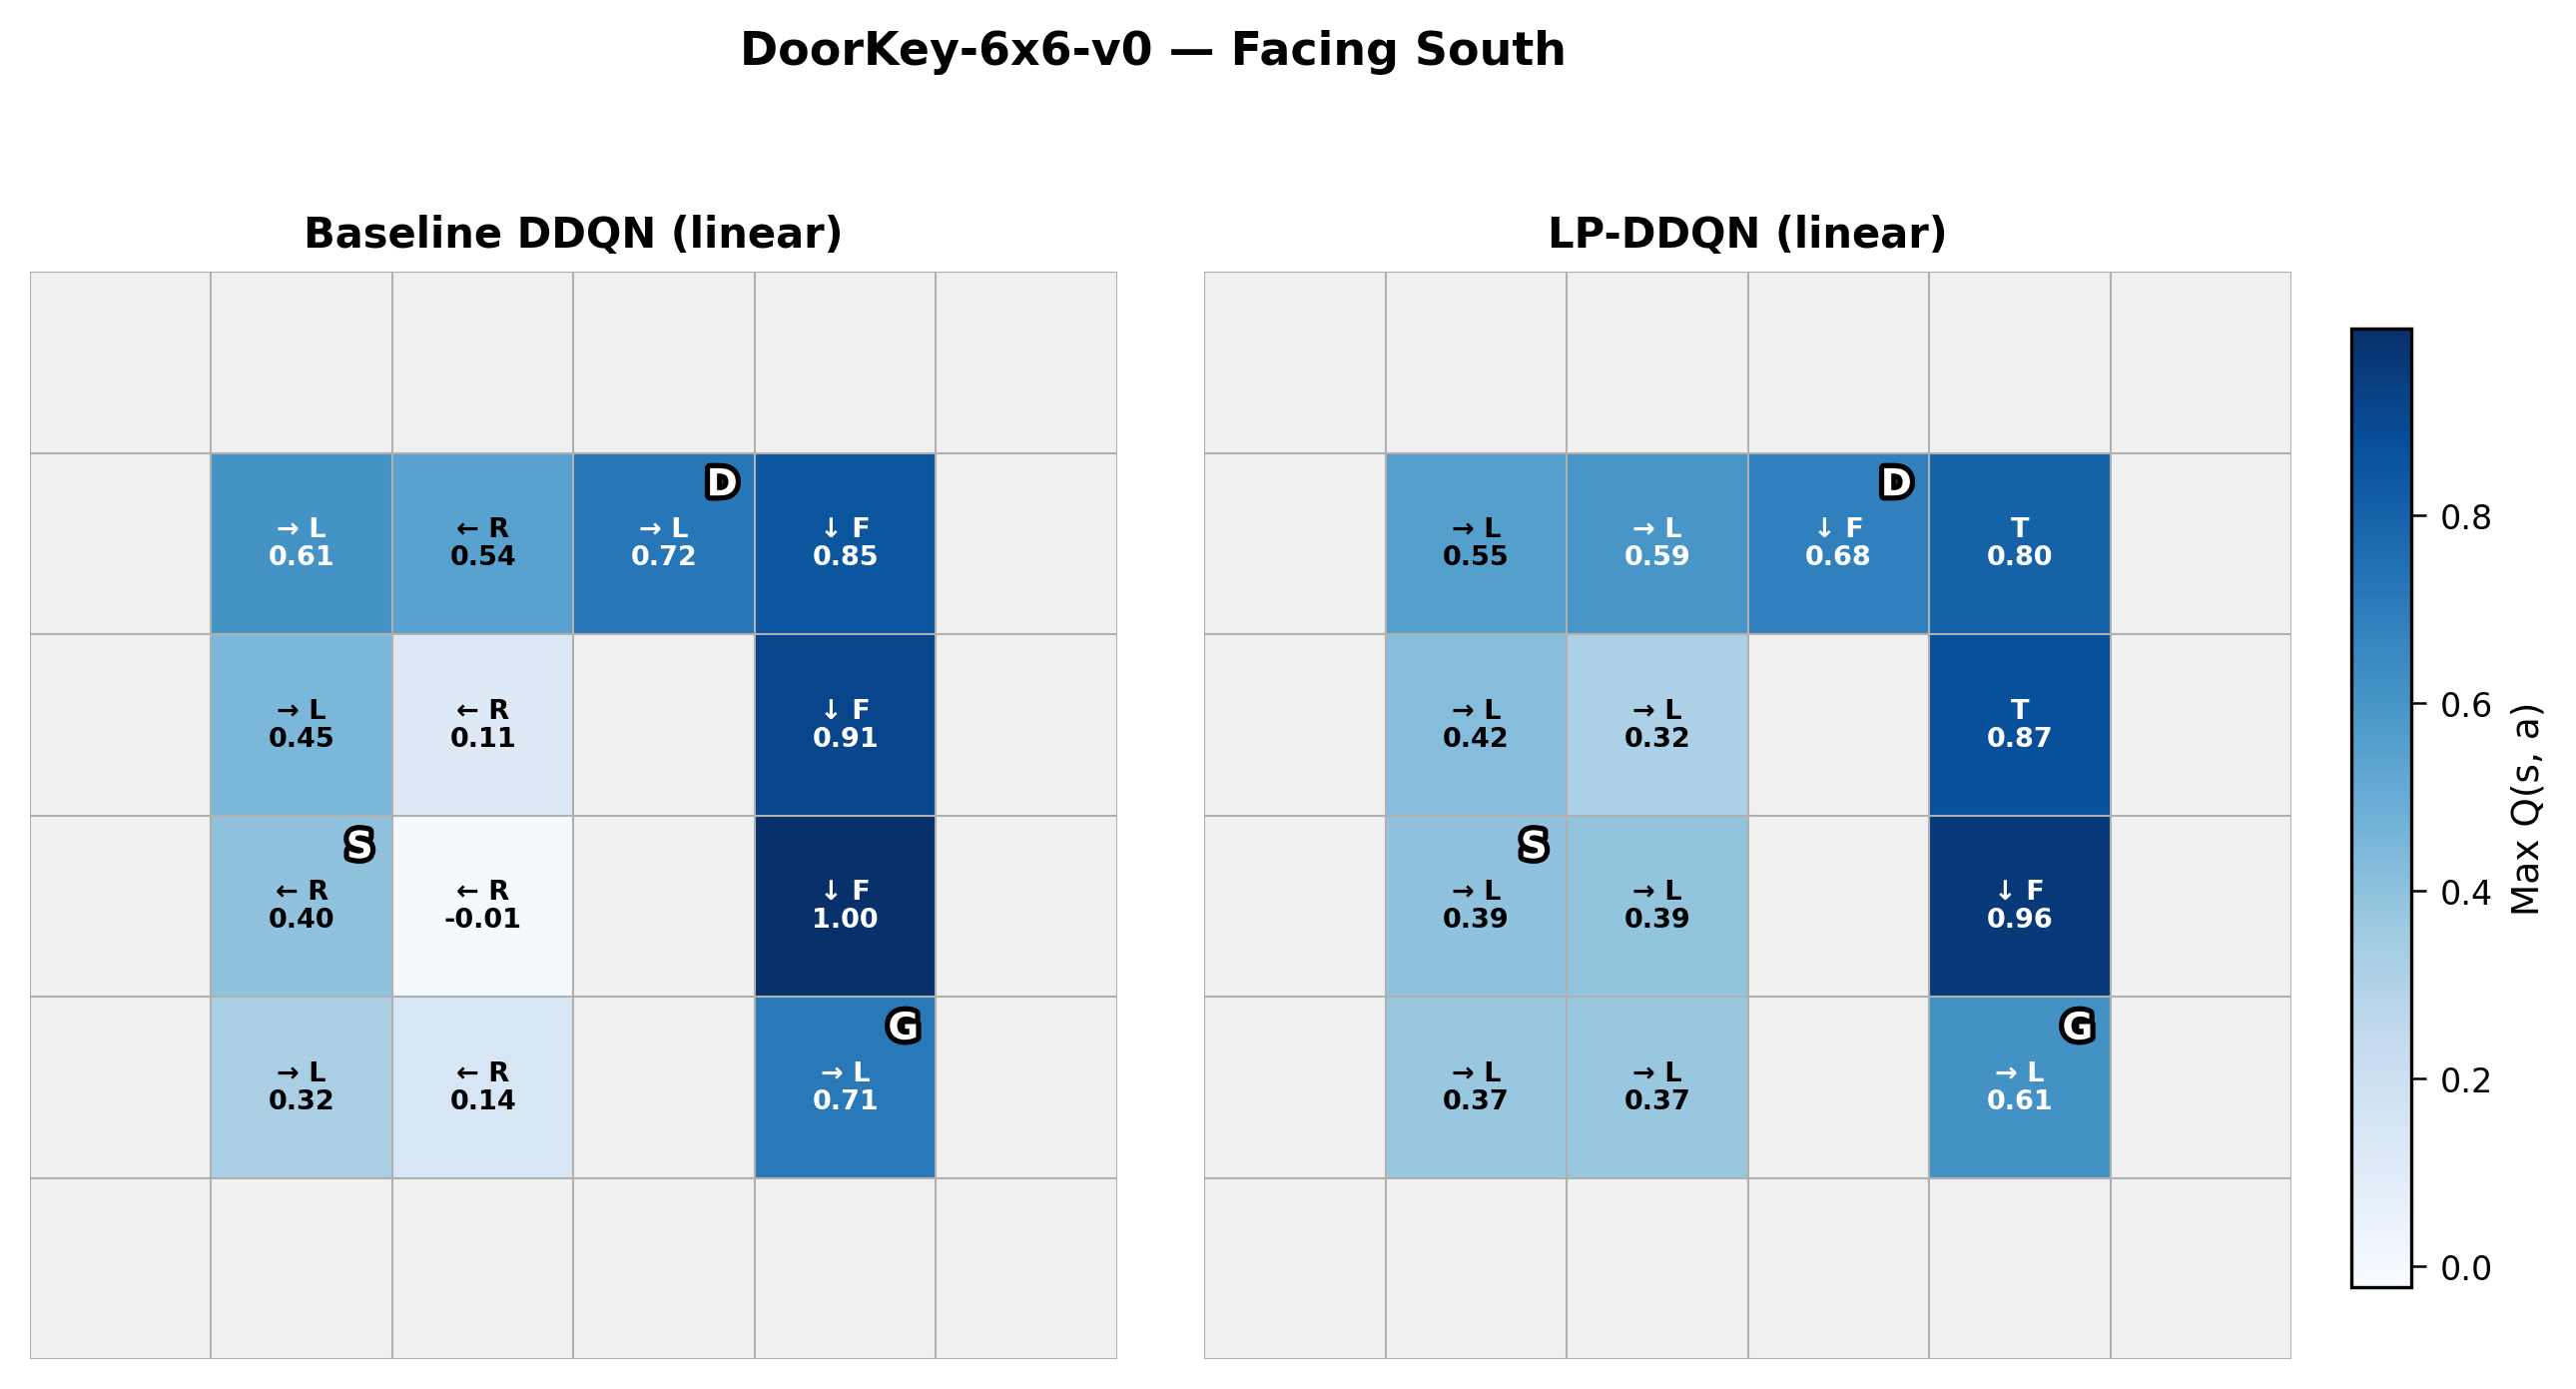 DoorKey-6x6-v0 — Facing South
Baseline DDQN (linear)
D
→ L
0.61
← R
0.54
→ L
0.72
↓ F
0.85
→ L
0.45
← R
0.11
↓ F
0.91
S
← R
0.40
← R
-0.01
↓ F
1.00
G
→ L
0.32
← R
0.14
→ L
0.71
LP-DDQN (linear)
D
→ L
0.55
→ L
0.59
↓ F
0.68
T
0.80
→ L
0.42
→ L
0.32
T
0.87
S
→ L
0.39
→ L
0.39
↓ F
0.96
G
→ L
0.37
→ L
0.37
→ L
0.61
0.8
0.6
0.4
0.2
0.0
Max Q(s, a)